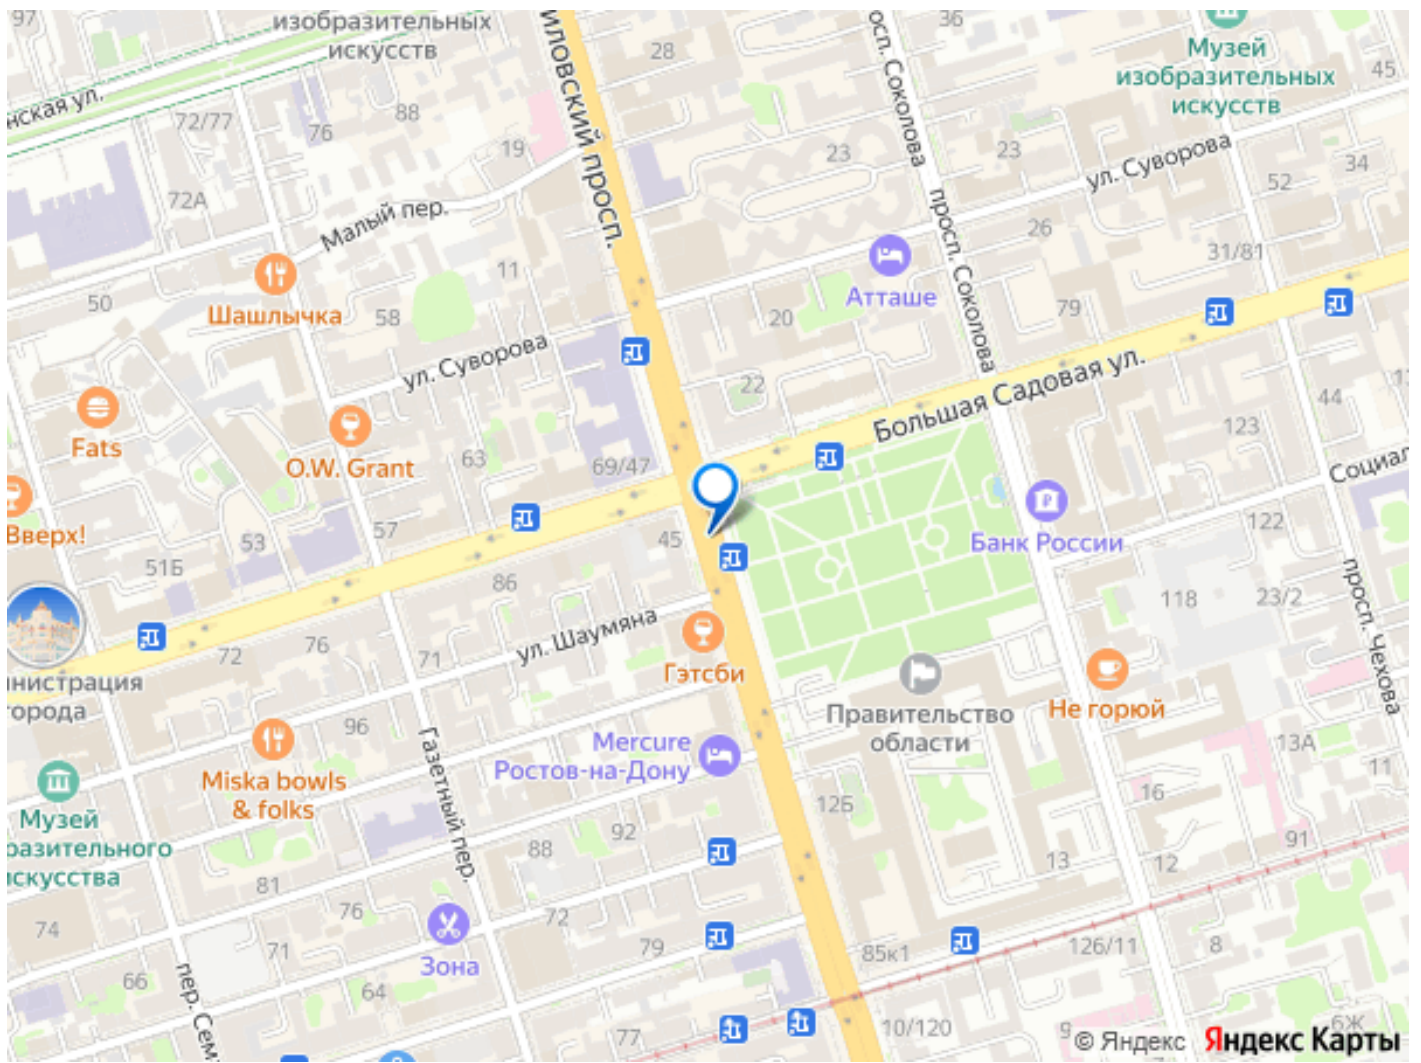 97
изобразительных
искусств
28
36
Музей
изобразительных
искусств
45
нская ул.
72/77
76
88
19
23
23
34
иловский просп.
просп. Соколова
ул. Суворова
52
72А
Малый пер.
26
31/81
11
просп. Соколова
Атташе
50
Шашлычка
58
20
79
ул. Суворова
22
Большая Садовая ул.
44
Fats
O.W. Grant
63
69/47
123
Социал
Вверх!
53
57
45
Банк России
122
51Б
86
118
23/2
просп. Чехова
ул. Шаумяна
76
72
71
Гэтсби
нистрация
орода
Правительство
области
Не горюй
96
Газетный пер.
Mercure
Ростов-на-Дону
13А
11
Miska bowls
& folks
16
12Б
Музей
разительного
искусства
92
88
91
13
12
81
76
72
74
71
79
Зона
85к1
126/11
8
66
64
пер. Сем
77
10/120
9
6Ж
© Яндекс Яндекс Карты